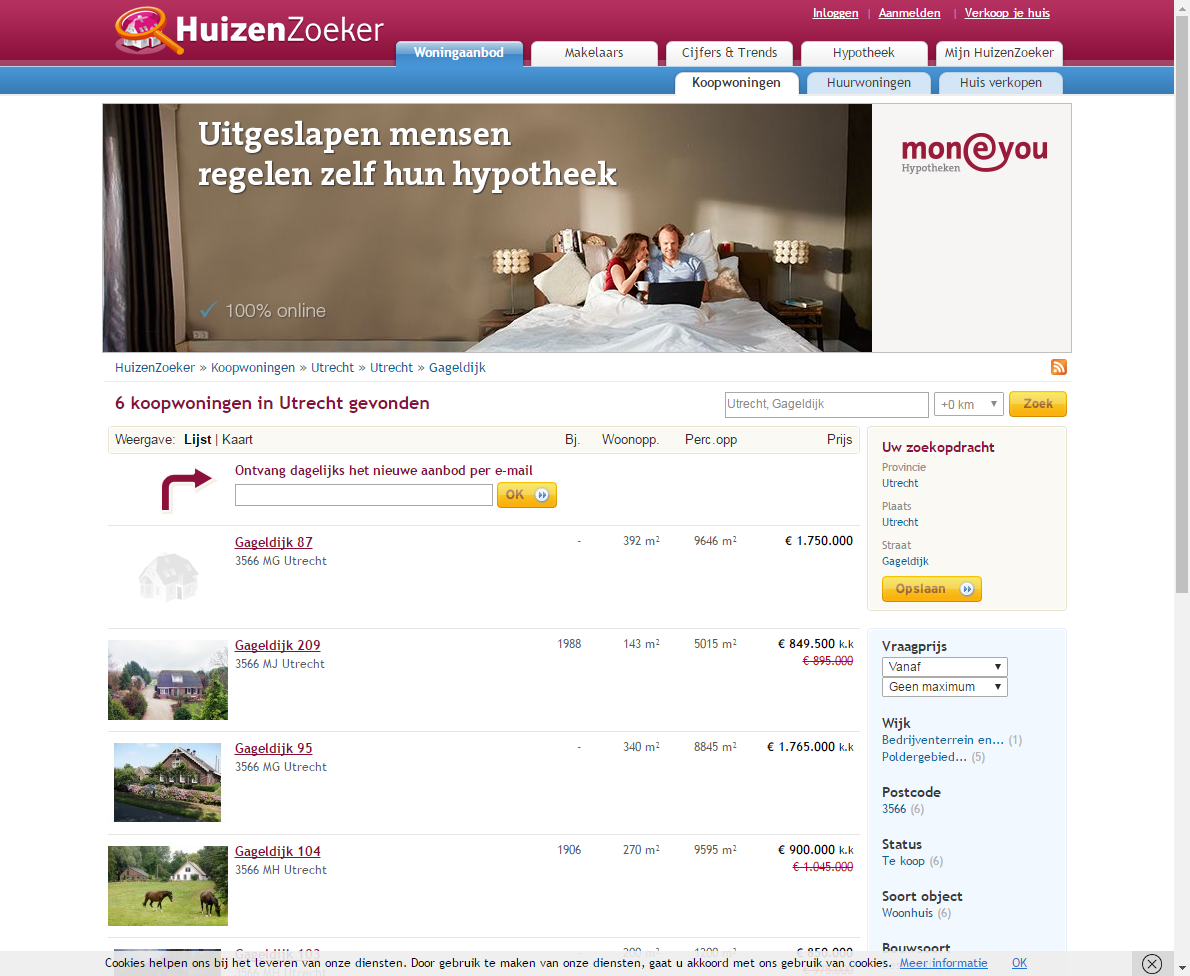 Inloggen | Aanmelden | Verkoop je huis
HuizenZoeker
Woningaanbod Makelaars Cijfers & Trends Hypotheek Mijn HuizenZoeker
Koopwoningen Huurwoningen Huis verkopen
Uitgeslapen mensen
regelen zelf hun hypotheek
mon@you
Hypotheken
100% online
HuizenZoeker » Koopwoningen » Utrecht » Utrecht » Gageldijk
6 koopwoningen in Utrecht gevonden
Utrecht, Gageldijk +0 km Zoek
Weergave: Lijst | Kaart Bj. Woonopp. Perc.opp Prijs
Ontvang dagelijks het nieuwe aanbod per e-mail
OK
Gageldijk 87 - 392 m² 9646 m² € 1.750.000
3566 MG Utrecht
Gageldijk 209 1988 143 m² 5015 m² € 849.500 k.k
3566 MJ Utrecht € 895.000
Gageldijk 95 - 340 m² 8845 m² € 1.765.000 k.k
3566 MG Utrecht
Gageldijk 104 1906 270 m² 9595 m² € 900.000 k.k
3566 MH Utrecht € 1.045.000
Uw zoekopdracht
Provincie
Utrecht
Plaats
Utrecht
Straat
Gageldijk
Opslaan
Vraagprijs
Vanaf
Geen maximum
Wijk
Bedrijventerrein en... (1)
Poldergebied... (5)
Postcode
3566 (6)
Status
Te koop (6)
Soort object
Woonhuis (6)
Bouwsoort
Cookies helpen ons bij het leveren van onze diensten. Door gebruik te maken van onze diensten, gaat u akkoord met ons gebruik van cookies. Meer informatie OK